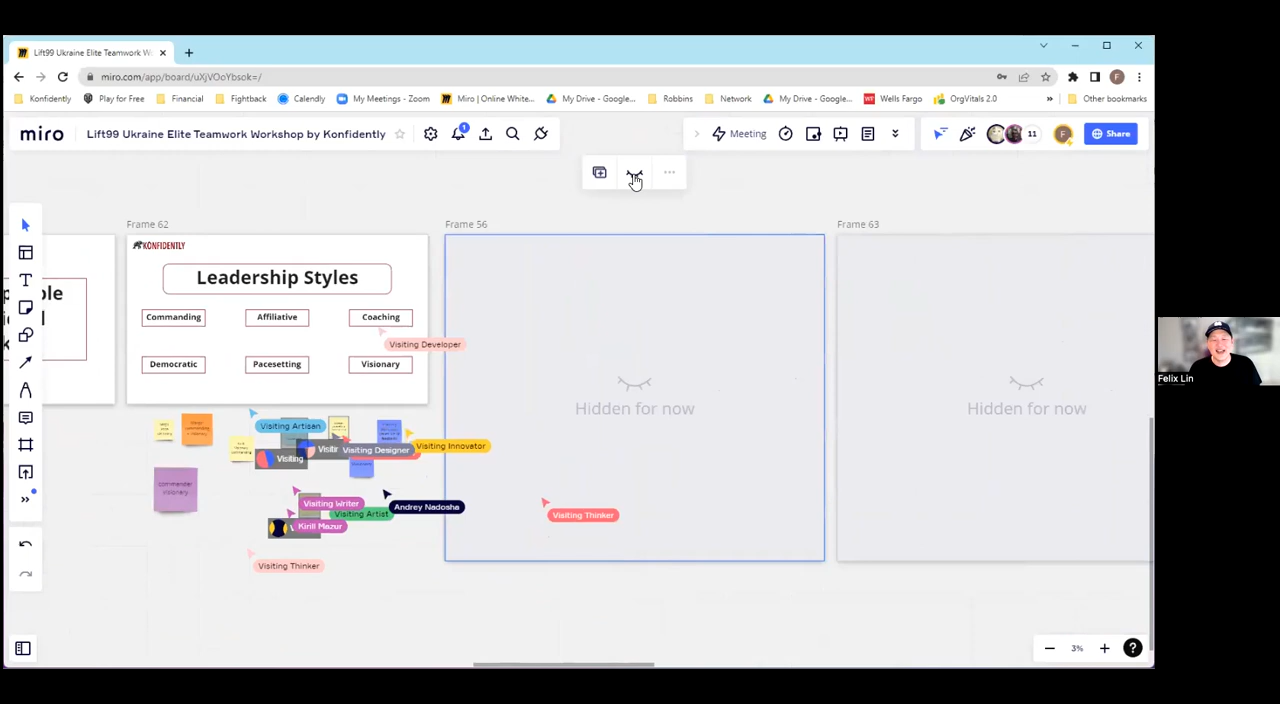 Lift99 Ukraine Elite Teamwork W
miro.com/app/board/uXjVOoYbsok=/
F
Konfidently
Play for Free
Financial
Fightback
Calendly
My Meetings - Zoom
Miro | Online White...
My Drive - Google...
Robbins
Network
My Drive - Google...
WF
Wells Fargo
OrgVitals 2.0
»
Other bookmarks
miro
Lift99 Ukraine Elite Teamwork Workshop by Konfidently
1
Meeting
11
F
Share
Frame 62
Frame 56
Frame 63
KONFIDENTLY
Leadership Styles
Commanding
Affiliative
Coaching
Democratic
Pacesetting
Visionary
Visiting Developer
Hidden for now
Hidden for now
Visiting Artisan
Visiting
Visiting Designer
Visiting Innovator
commander
visionary
Visiting Writer
Visiting Artist
Andrey Nadosha
Kirill Mazur
Visiting Thinker
Visiting Thinker
Felix Lin
3%
?